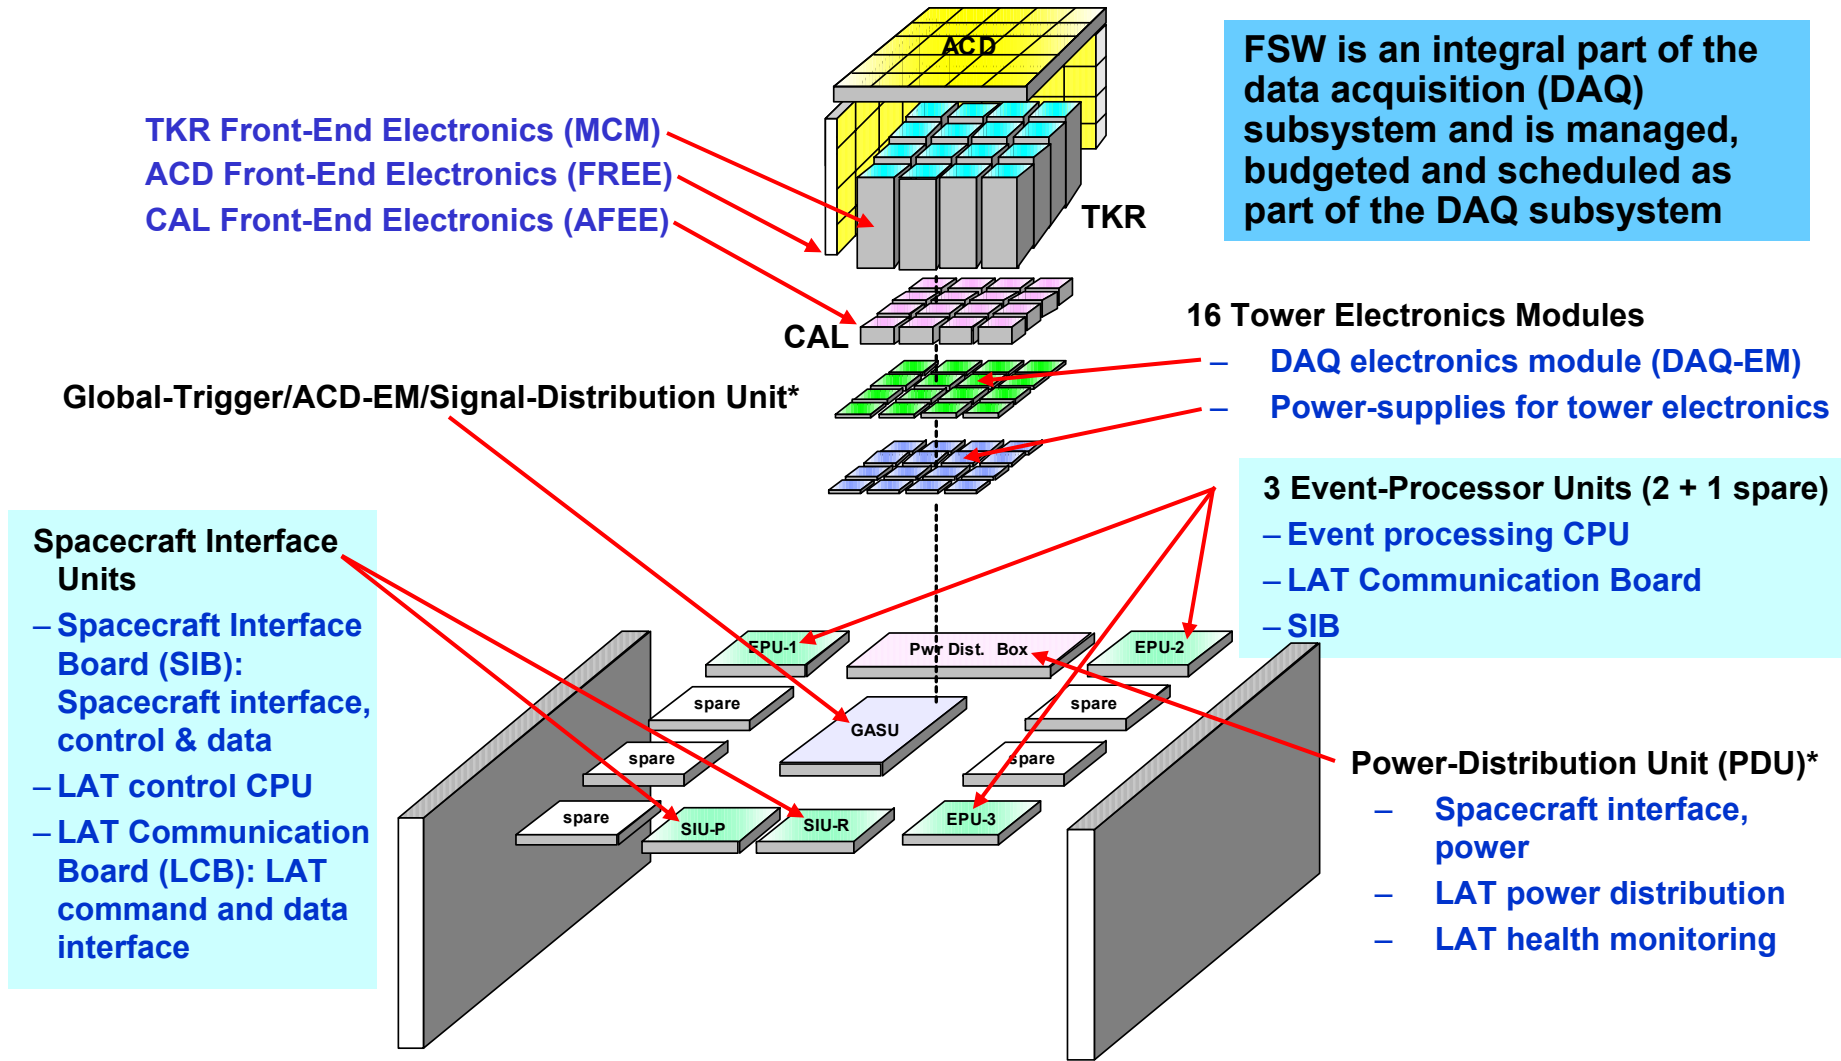 ACD
FSW is an integral part of the
data acquisition (DAQ)
subsystem and is managed,
budgeted and scheduled as
part of the DAQ subsystem
TKR Front-End Electronics (MCM)
ACD Front-End Electronics (FREE)
CAL Front-End Electronics (AFEE)
TKR
CAL
16 Tower Electronics Modules
– DAQ electronics module (DAQ-EM)
– Power-supplies for tower electronics
Global-Trigger/ACD-EM/Signal-Distribution Unit*
3 Event-Processor Units (2 + 1 spare)
– Event processing CPU
– LAT Communication Board
– SIB
Spacecraft Interface
Units
– Spacecraft Interface
Board (SIB):
Spacecraft interface,
control & data
– LAT control CPU
– LAT Communication
Board (LCB): LAT
command and data
interface
EPU-1
Pwr Dist. Box
EPU-2
spare
GASU
spare
spare
spare
spare
SIU-P
SIU-R
EPU-3
Power-Distribution Unit (PDU)*
– Spacecraft interface,
power
– LAT power distribution
– LAT health monitoring